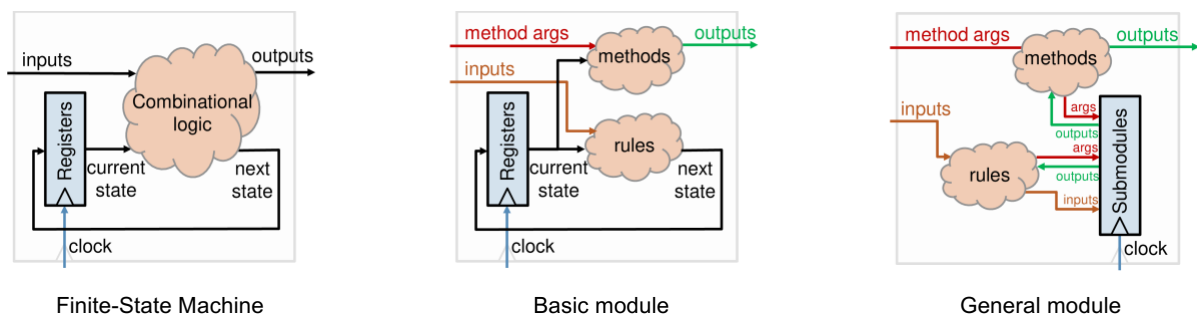 inputs
outputs
Combinational
logic
Registers
current
state
next
state
clock
Finite-State Machine
method args
outputs
inputs
methods
Registers
rules
current
state
next
state
clock
Basic module
method args
outputs
methods
inputs
args
outputs
args
outputs
rules
inputs
Submodules
clock
General module